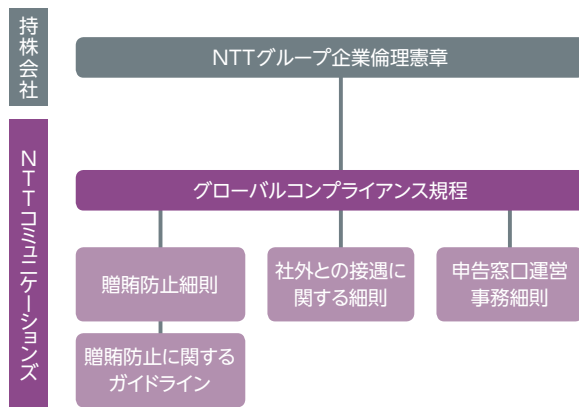 持株会社
NTTグループ企業倫理憲章
NTTコミュニケーションズ
グローバルコンプライアンス規程
贈賄防止細則
社外との接遇に
関する細則
申告窓口運営
事務細則
贈賄防止に関する
ガイドライン